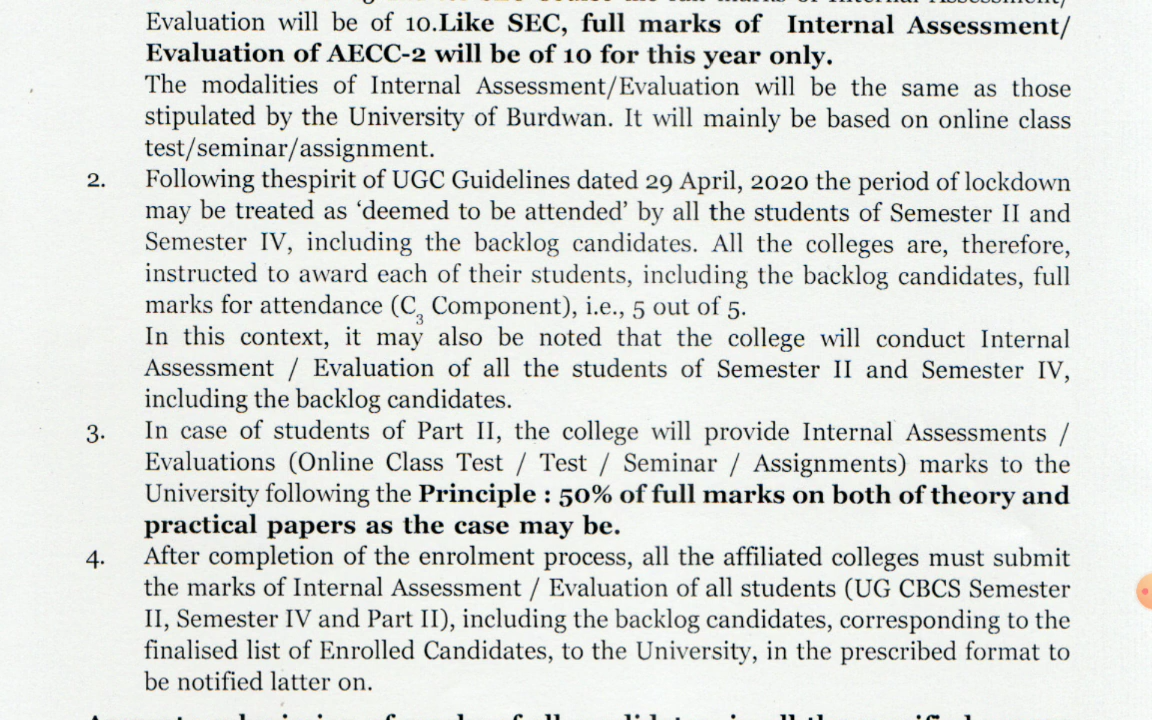 Evaluation will be of 10.Like SEC, full marks of Internal Assessment/
Evaluation of AECC-2 will be of 10 for this year only.
The modalities of Internal Assessment/Evaluation will be the same as those
stipulated by the University of Burdwan. It will mainly be based on online class
test/seminar/assignment.
2. Following thespirit of UGC Guidelines dated 29 April, 2020 the period of lockdown
may be treated as ‘deemed to be attended’ by all the students of Semester II and
Semester IV, including the backlog candidates. All the colleges are, therefore,
instructed to award each of their students, including the backlog candidates, full
marks for attendance (C₃ Component), i.e., 5 out of 5.
In this context, it may also be noted that the college will conduct Internal
Assessment / Evaluation of all the students of Semester II and Semester IV,
including the backlog candidates.
3. In case of students of Part II, the college will provide Internal Assessments /
Evaluations (Online Class Test / Test / Seminar / Assignments) marks to the
University following the Principle : 50% of full marks on both of theory and
practical papers as the case may be.
4. After completion of the enrolment process, all the affiliated colleges must submit
the marks of Internal Assessment / Evaluation of all students (UG CBCS Semester
II, Semester IV and Part II), including the backlog candidates, corresponding to the
finalised list of Enrolled Candidates, to the University, in the prescribed format to
be notified latter on.